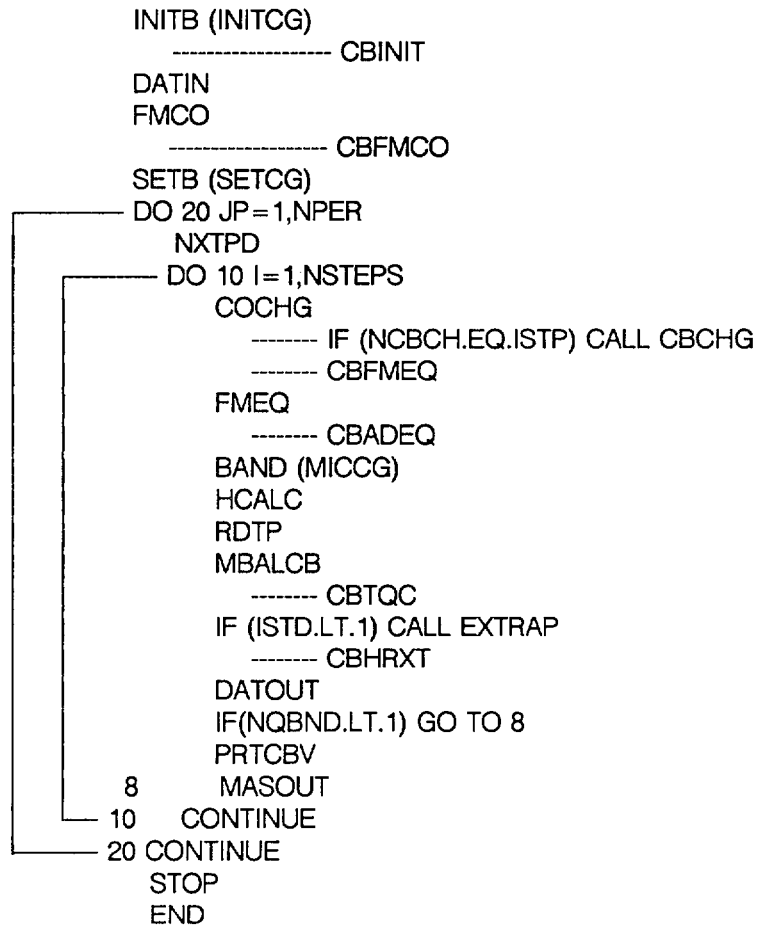 INITB (INITCG)
------------------- CBINIT
DATIN
FMCO
------------------- CBFMCO
SETB (SETCG)
DO 20 JP=1,NPER
NXTPD
DO 10 I=1,NSTEPS
COCHG
-------- IF (NCBCH.EQ.ISTP) CALL CBCHG
-------- CBFMEQ
FMEQ
-------- CBADEQ
BAND (MICCG)
HCALC
RDTP
MBALCB
-------- CBTQC
IF (ISTD.LT.1) CALL EXTRAP
-------- CBHRXT
DATOUT
IF(NQBND.LT.1) GO TO 8
PRTCBV
8 MASOUT
10 CONTINUE
20 CONTINUE
STOP
END